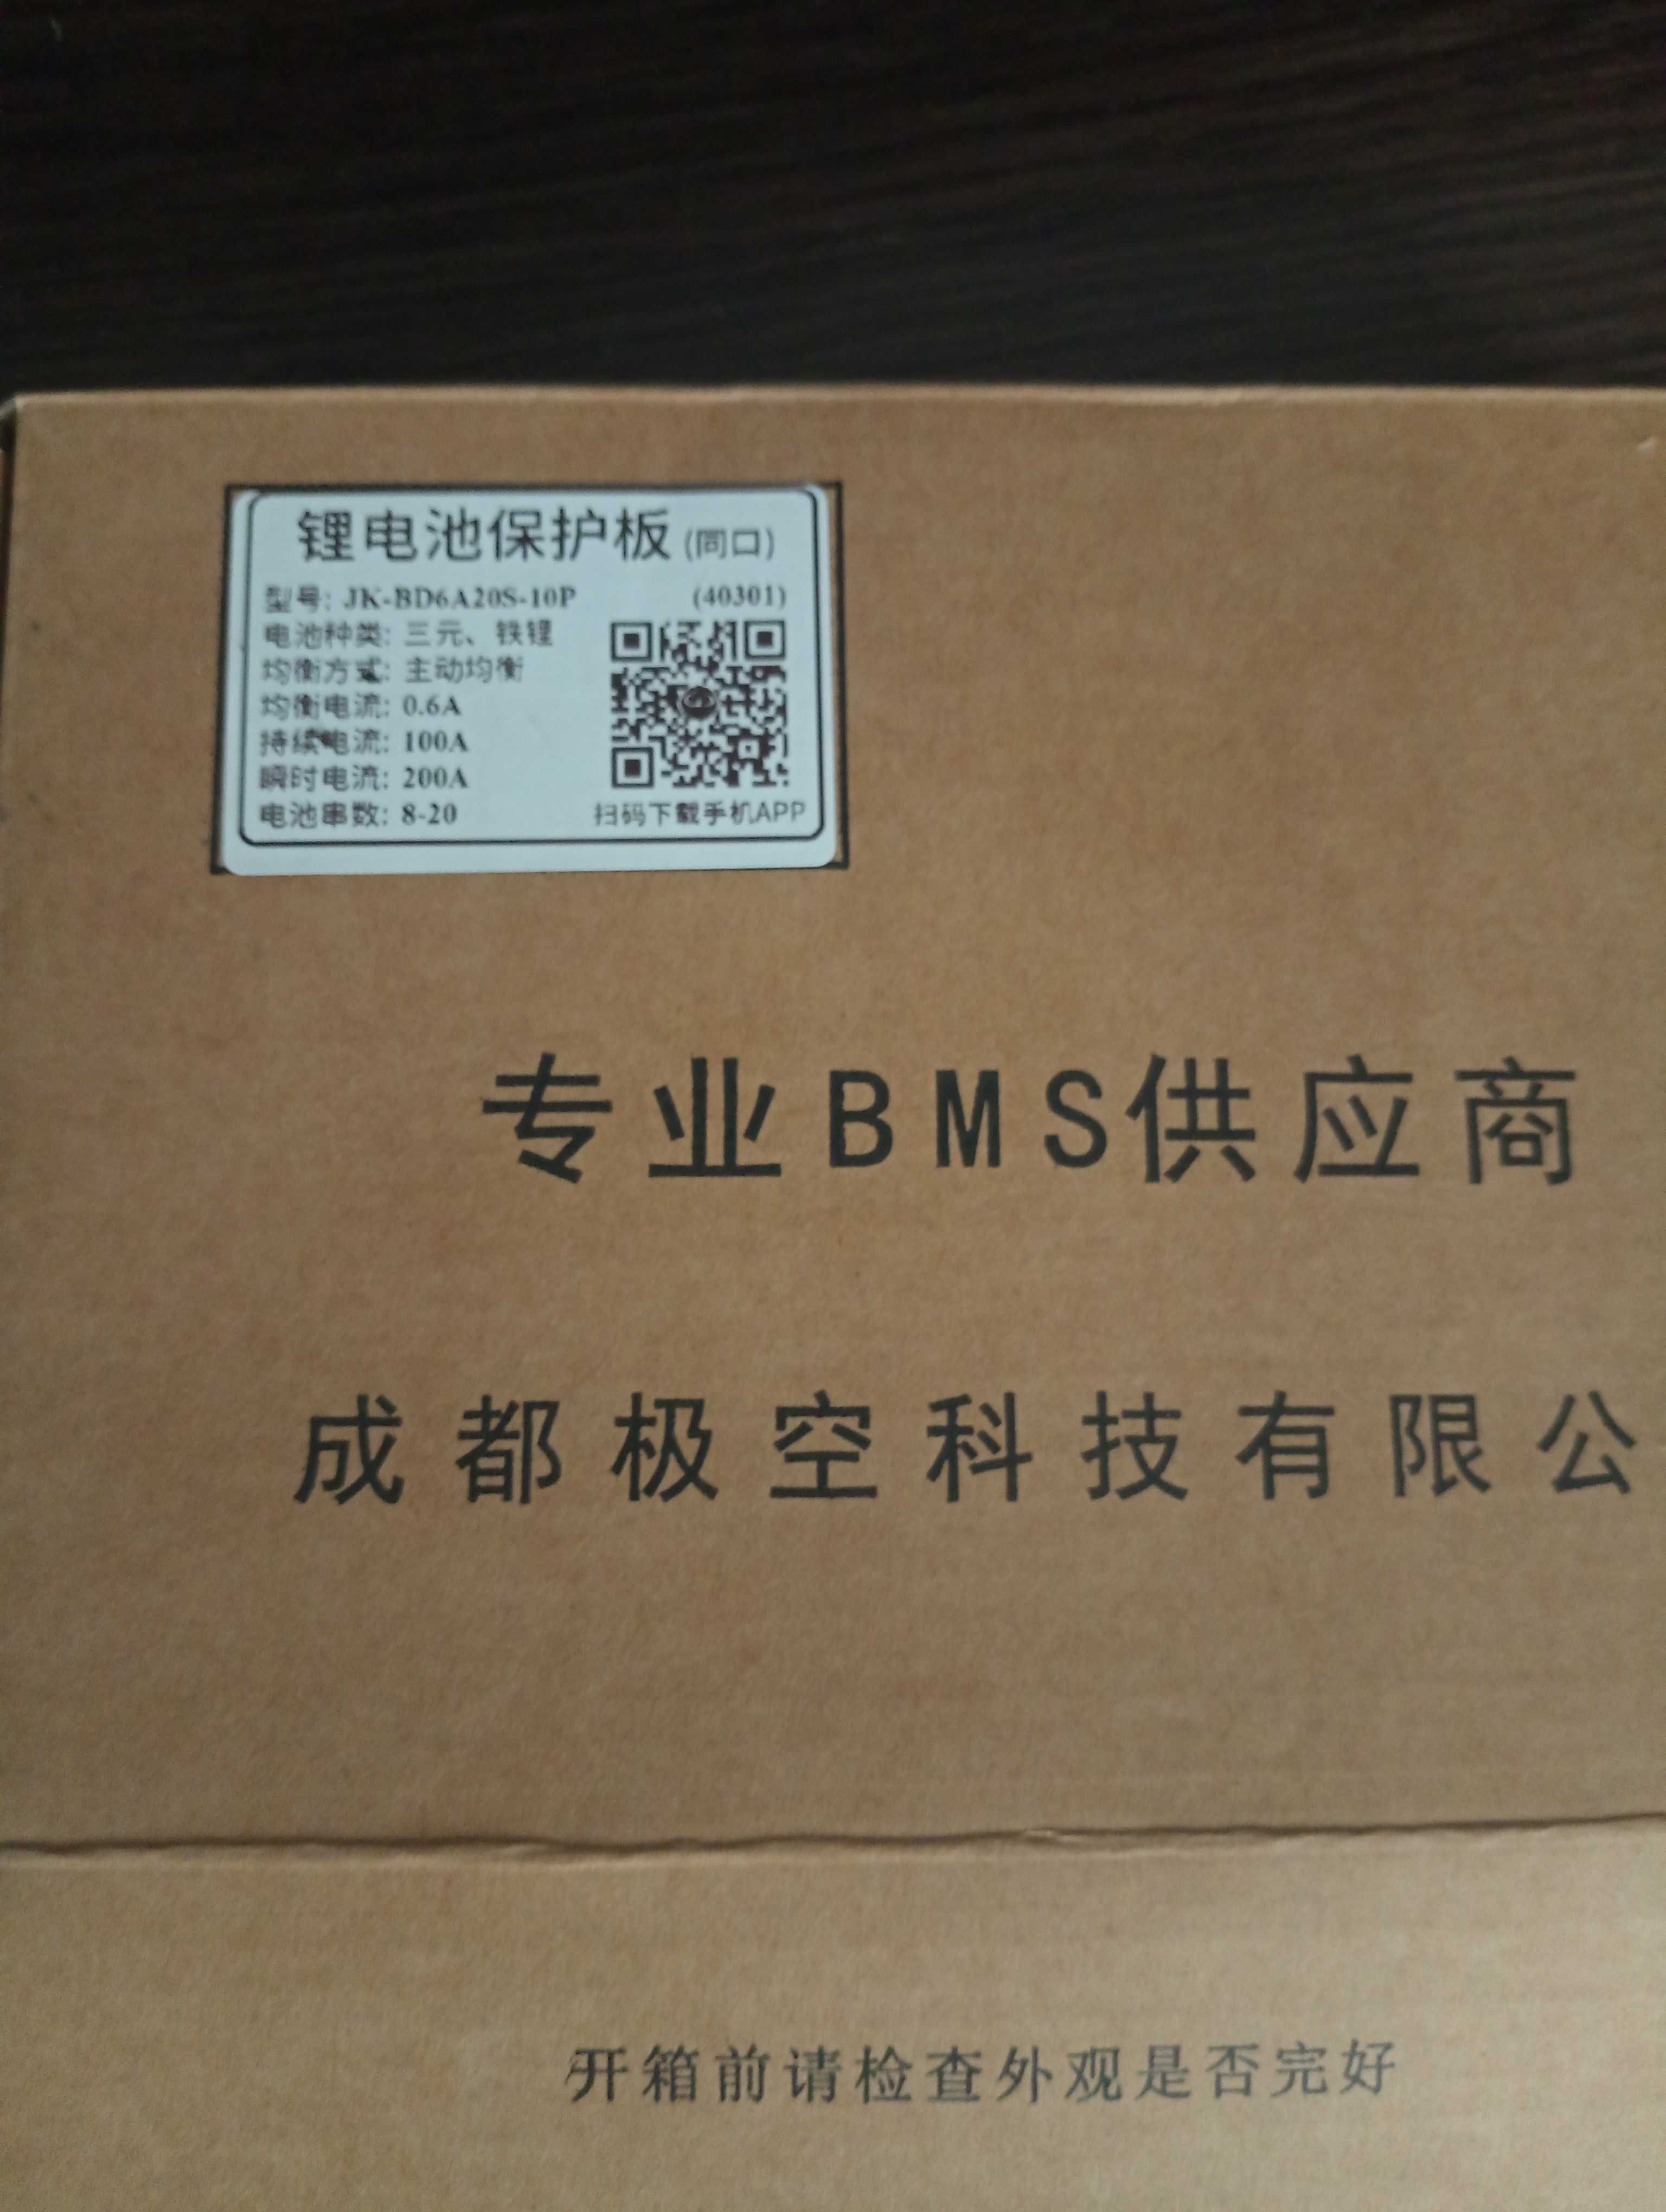 锂电池保护板(同口)
型号: JK-BD6A20S-10P (40301)
电池种类: 三元、铁锂
均衡方式: 主动均衡
均衡电流: 0.6A
持续电流: 100A
瞬时电流: 200A
电池串数: 8-20
扫码下载手机APP
专业BMS供应商
成都极空科技有限公
开箱前请检查外观是否完好